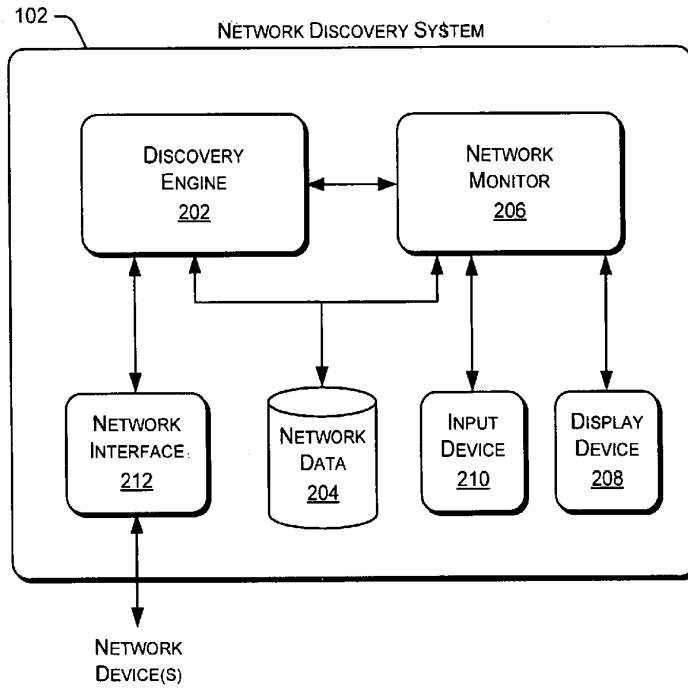 102
NETWORK DISCOVERY SYSTEM
DISCOVERY
ENGINE
202
NETWORK
MONITOR
206
NETWORK
INTERFACE
212
NETWORK
DATA
204
INPUT
DEVICE
210
DISPLAY
DEVICE
208
NETWORK
DEVICE(S)